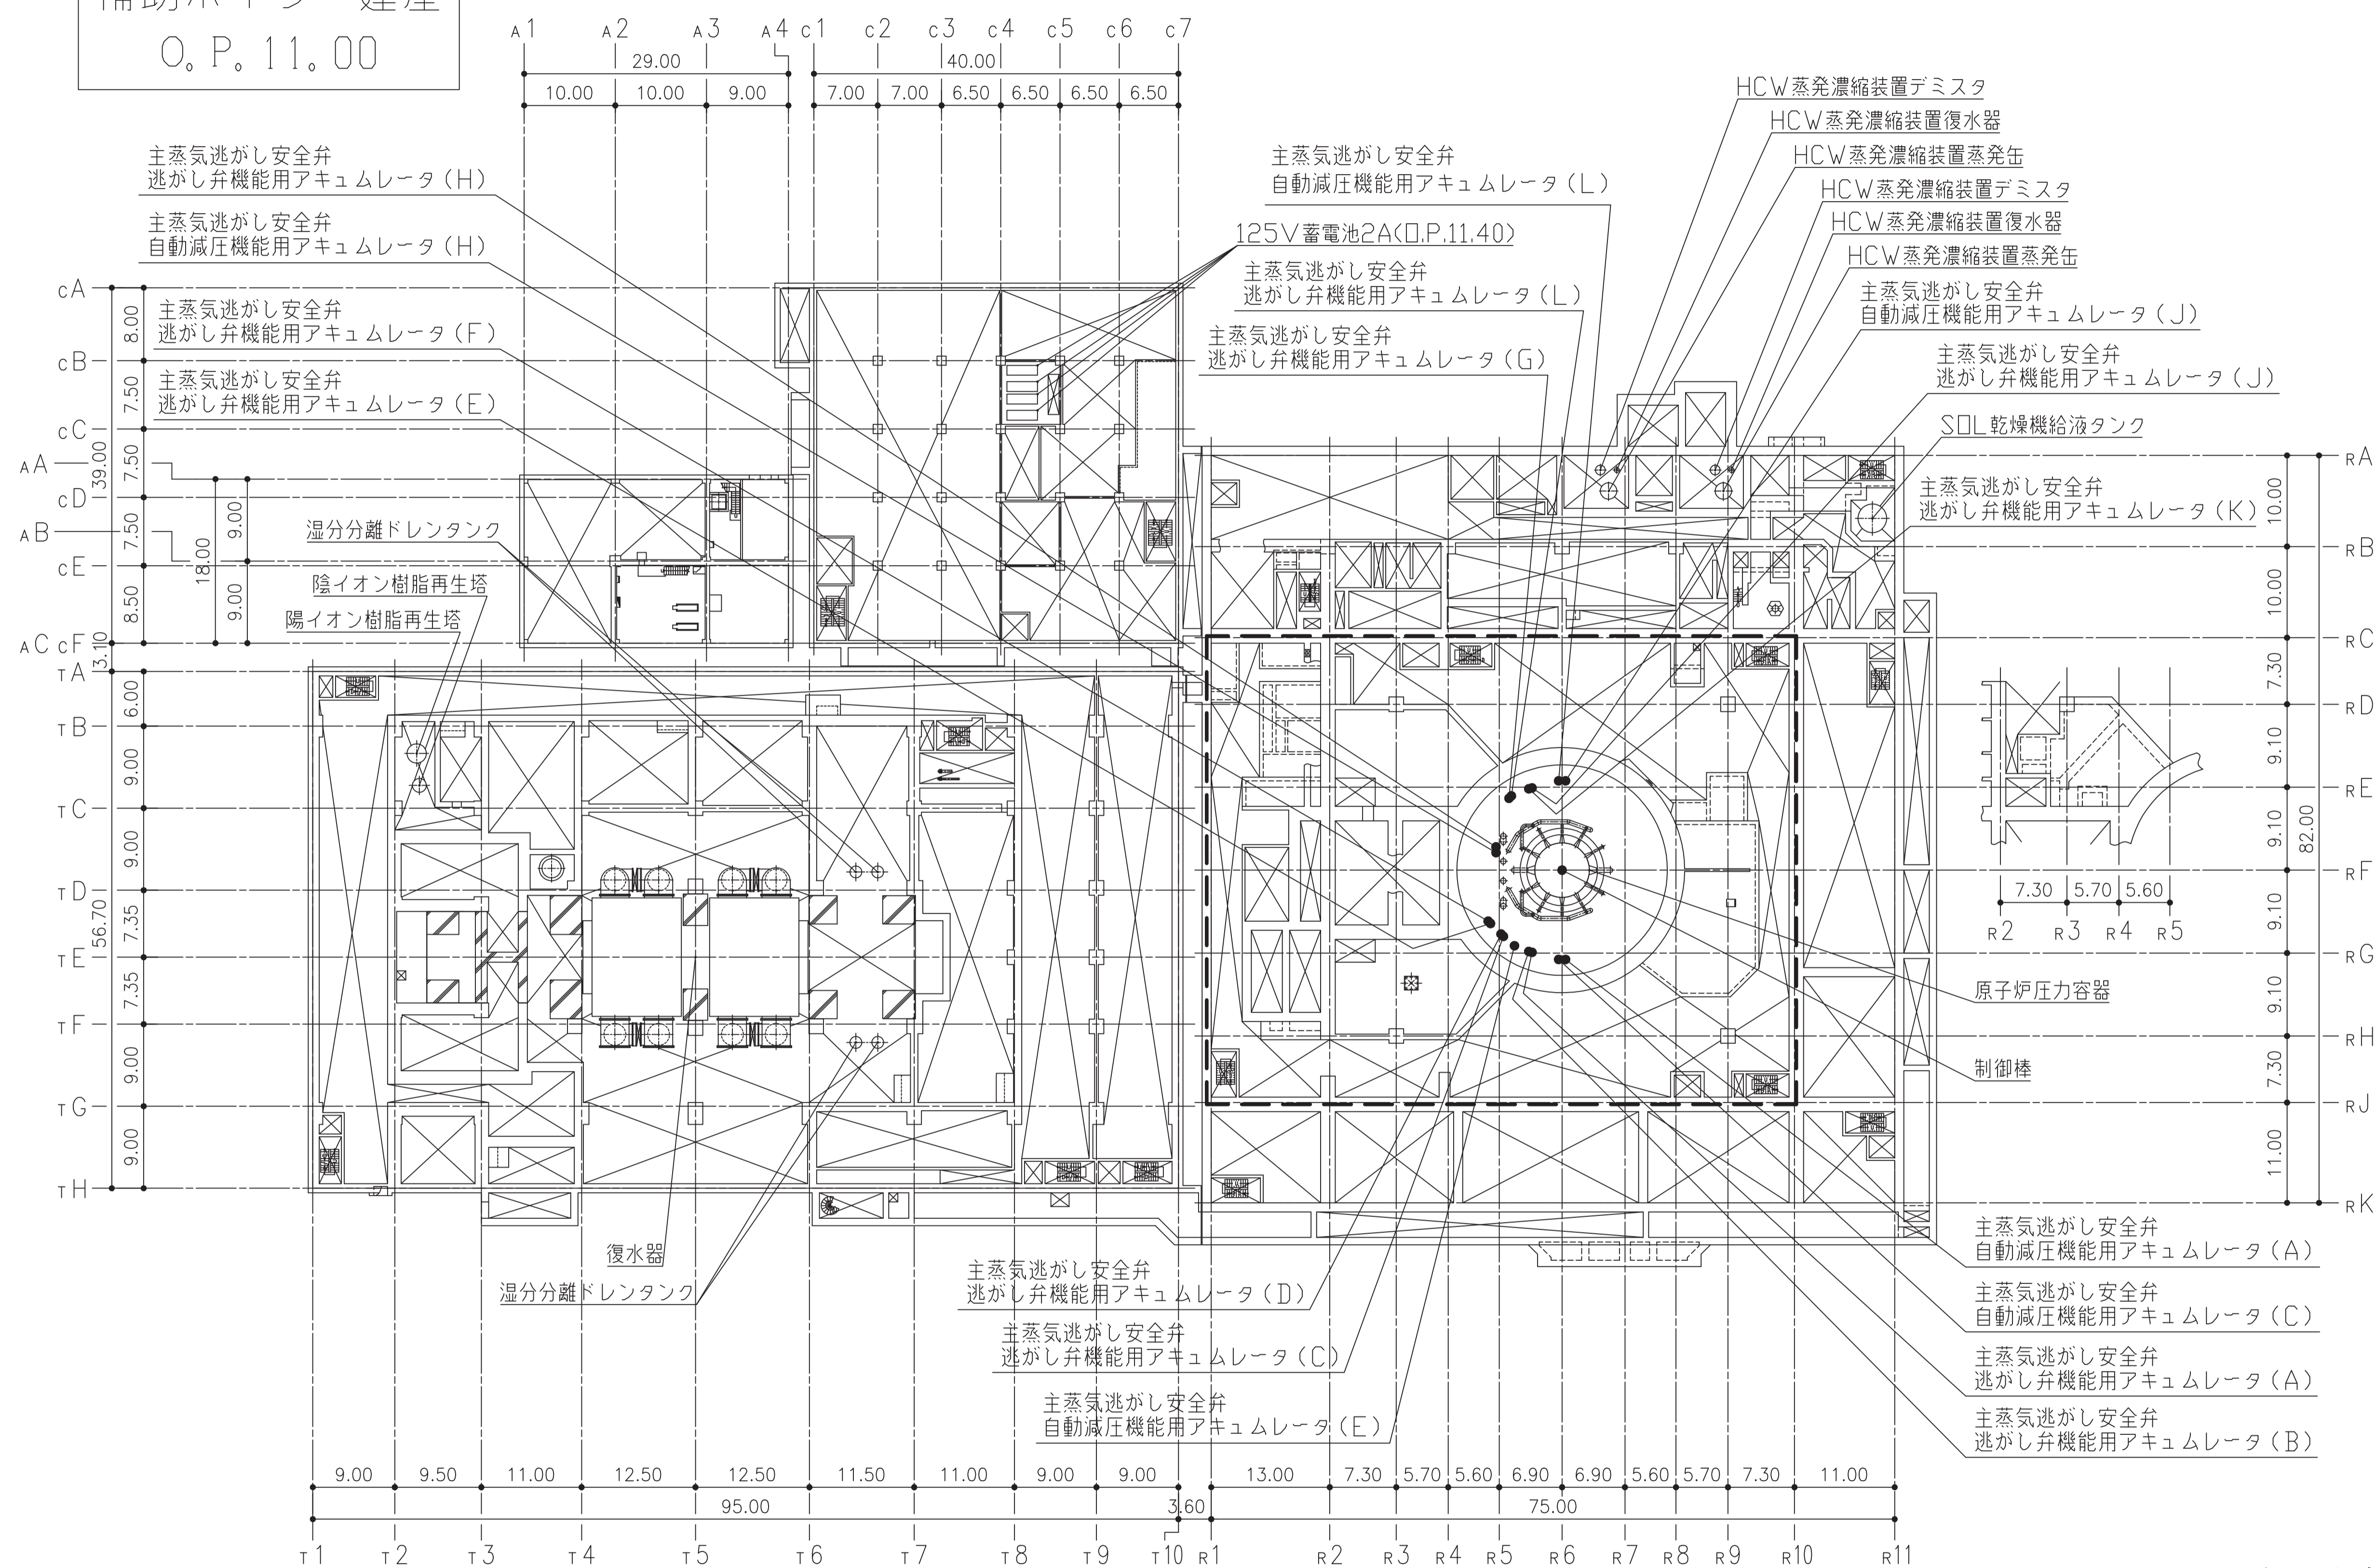 補助ボイラー建屋
O.P.11.00
A1 A2 A3 A4 C1 C2 C3 C4 C5 C6 C7
29.00 40.00
10.00 10.00 9.00 7.00 7.00 6.50 6.50 6.50 6.50
主蒸気逃がし安全弁
逃がし弁機能用アキュムレータ(H)
主蒸気逃がし安全弁
自動減圧機能用アキュムレータ(H)
主蒸気逃がし安全弁
逃がし弁機能用アキュムレータ(F)
主蒸気逃がし安全弁
逃がし弁機能用アキュムレータ(E)
主蒸気逃がし安全弁
自動減圧機能用アキュムレータ(L)
125V蓄電池2A(O.P.11.40)
主蒸気逃がし安全弁
逃がし弁機能用アキュムレータ(L)
主蒸気逃がし安全弁
逃がし弁機能用アキュムレータ(G)
HCW蒸発濃縮装置デミスタ
HCW蒸発濃縮装置復水器
HCW蒸発濃縮装置蒸発缶
HCW蒸発濃縮装置デミスタ
HCW蒸発濃縮装置復水器
HCW蒸発濃縮装置蒸発缶
主蒸気逃がし安全弁
自動減圧機能用アキュムレータ(J)
主蒸気逃がし安全弁
逃がし弁機能用アキュムレータ(J)
SOL乾燥機給液タンク
主蒸気逃がし安全弁
逃がし弁機能用アキュムレータ(K)
cA
8.00
cB
7.50
cC
AA
39.00
7.50
cD
AB
7.50
cE
8.50
AC cF
18.00
9.00
9.00
3.10
TA
6.00
TB
9.00
TC
9.00
TD
56.70
7.35
TE
7.35
TF
9.00
TG
9.00
TH
湿分分離ドレンタンク
陰イオン樹脂再生塔
陽イオン樹脂再生塔
RA
10.00
RB
10.00
RC
7.30
RD
9.10
RE
9.10
82.00
RF
9.10
RG
9.10
RH
7.30
RJ
11.00
RK
7.30 5.70 5.60
R2 R3 R4 R5
原子炉圧力容器
制御棒
復水器
湿分分離ドレンタンク
主蒸気逃がし安全弁
逃がし弁機能用アキュムレータ(D)
主蒸気逃がし安全弁
逃がし弁機能用アキュムレータ(C)
主蒸気逃がし安全弁
自動減圧機能用アキュムレータ(E)
主蒸気逃がし安全弁
自動減圧機能用アキュムレータ(A)
主蒸気逃がし安全弁
自動減圧機能用アキュムレータ(C)
主蒸気逃がし安全弁
逃がし弁機能用アキュムレータ(A)
主蒸気逃がし安全弁
逃がし弁機能用アキュムレータ(B)
9.00 9.50 11.00 12.50 12.50 11.50 11.00 9.00 9.00 13.00 7.30 5.70 5.60 6.90 6.90 5.60 5.70 7.30 11.00
95.00 3.60 75.00
T1 T2 T3 T4 T5 T6 T7 T8 T9 T10 R1 R2 R3 R4 R5 R6 R7 R8 R9 R10 R11